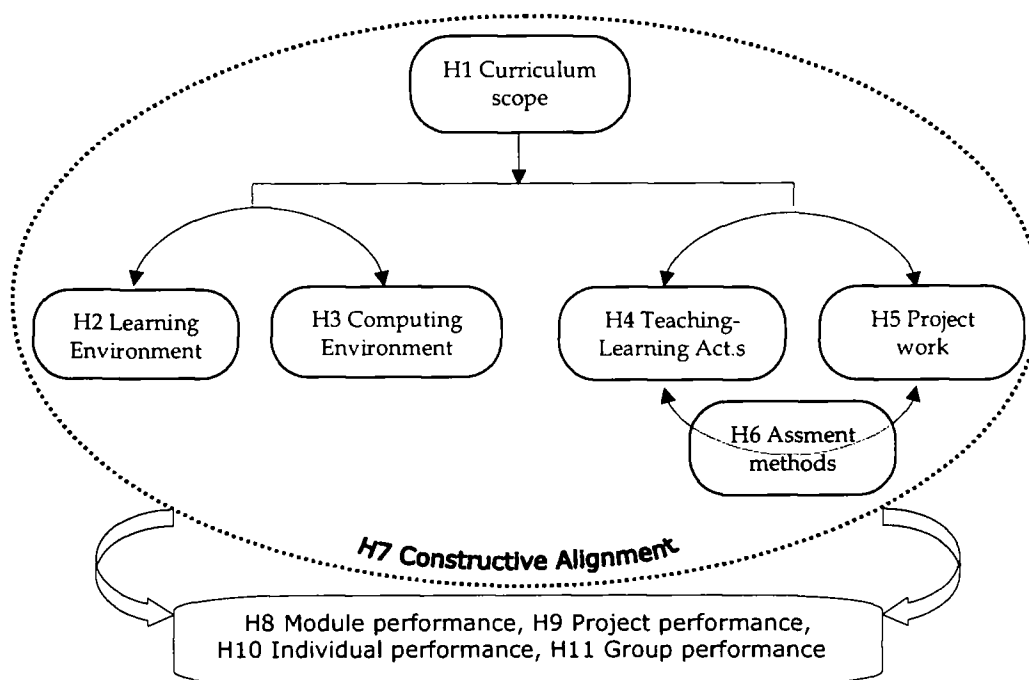 H1 Curriculum
scope
H2 Learning
Environment
H3 Computing
Environment
H4 Teaching-
Learning Act.s
H5 Project
work
H6 Assment
methods
H7 Constructive Alignment
H8 Module performance, H9 Project performance,
H10 Individual performance, H11 Group performance